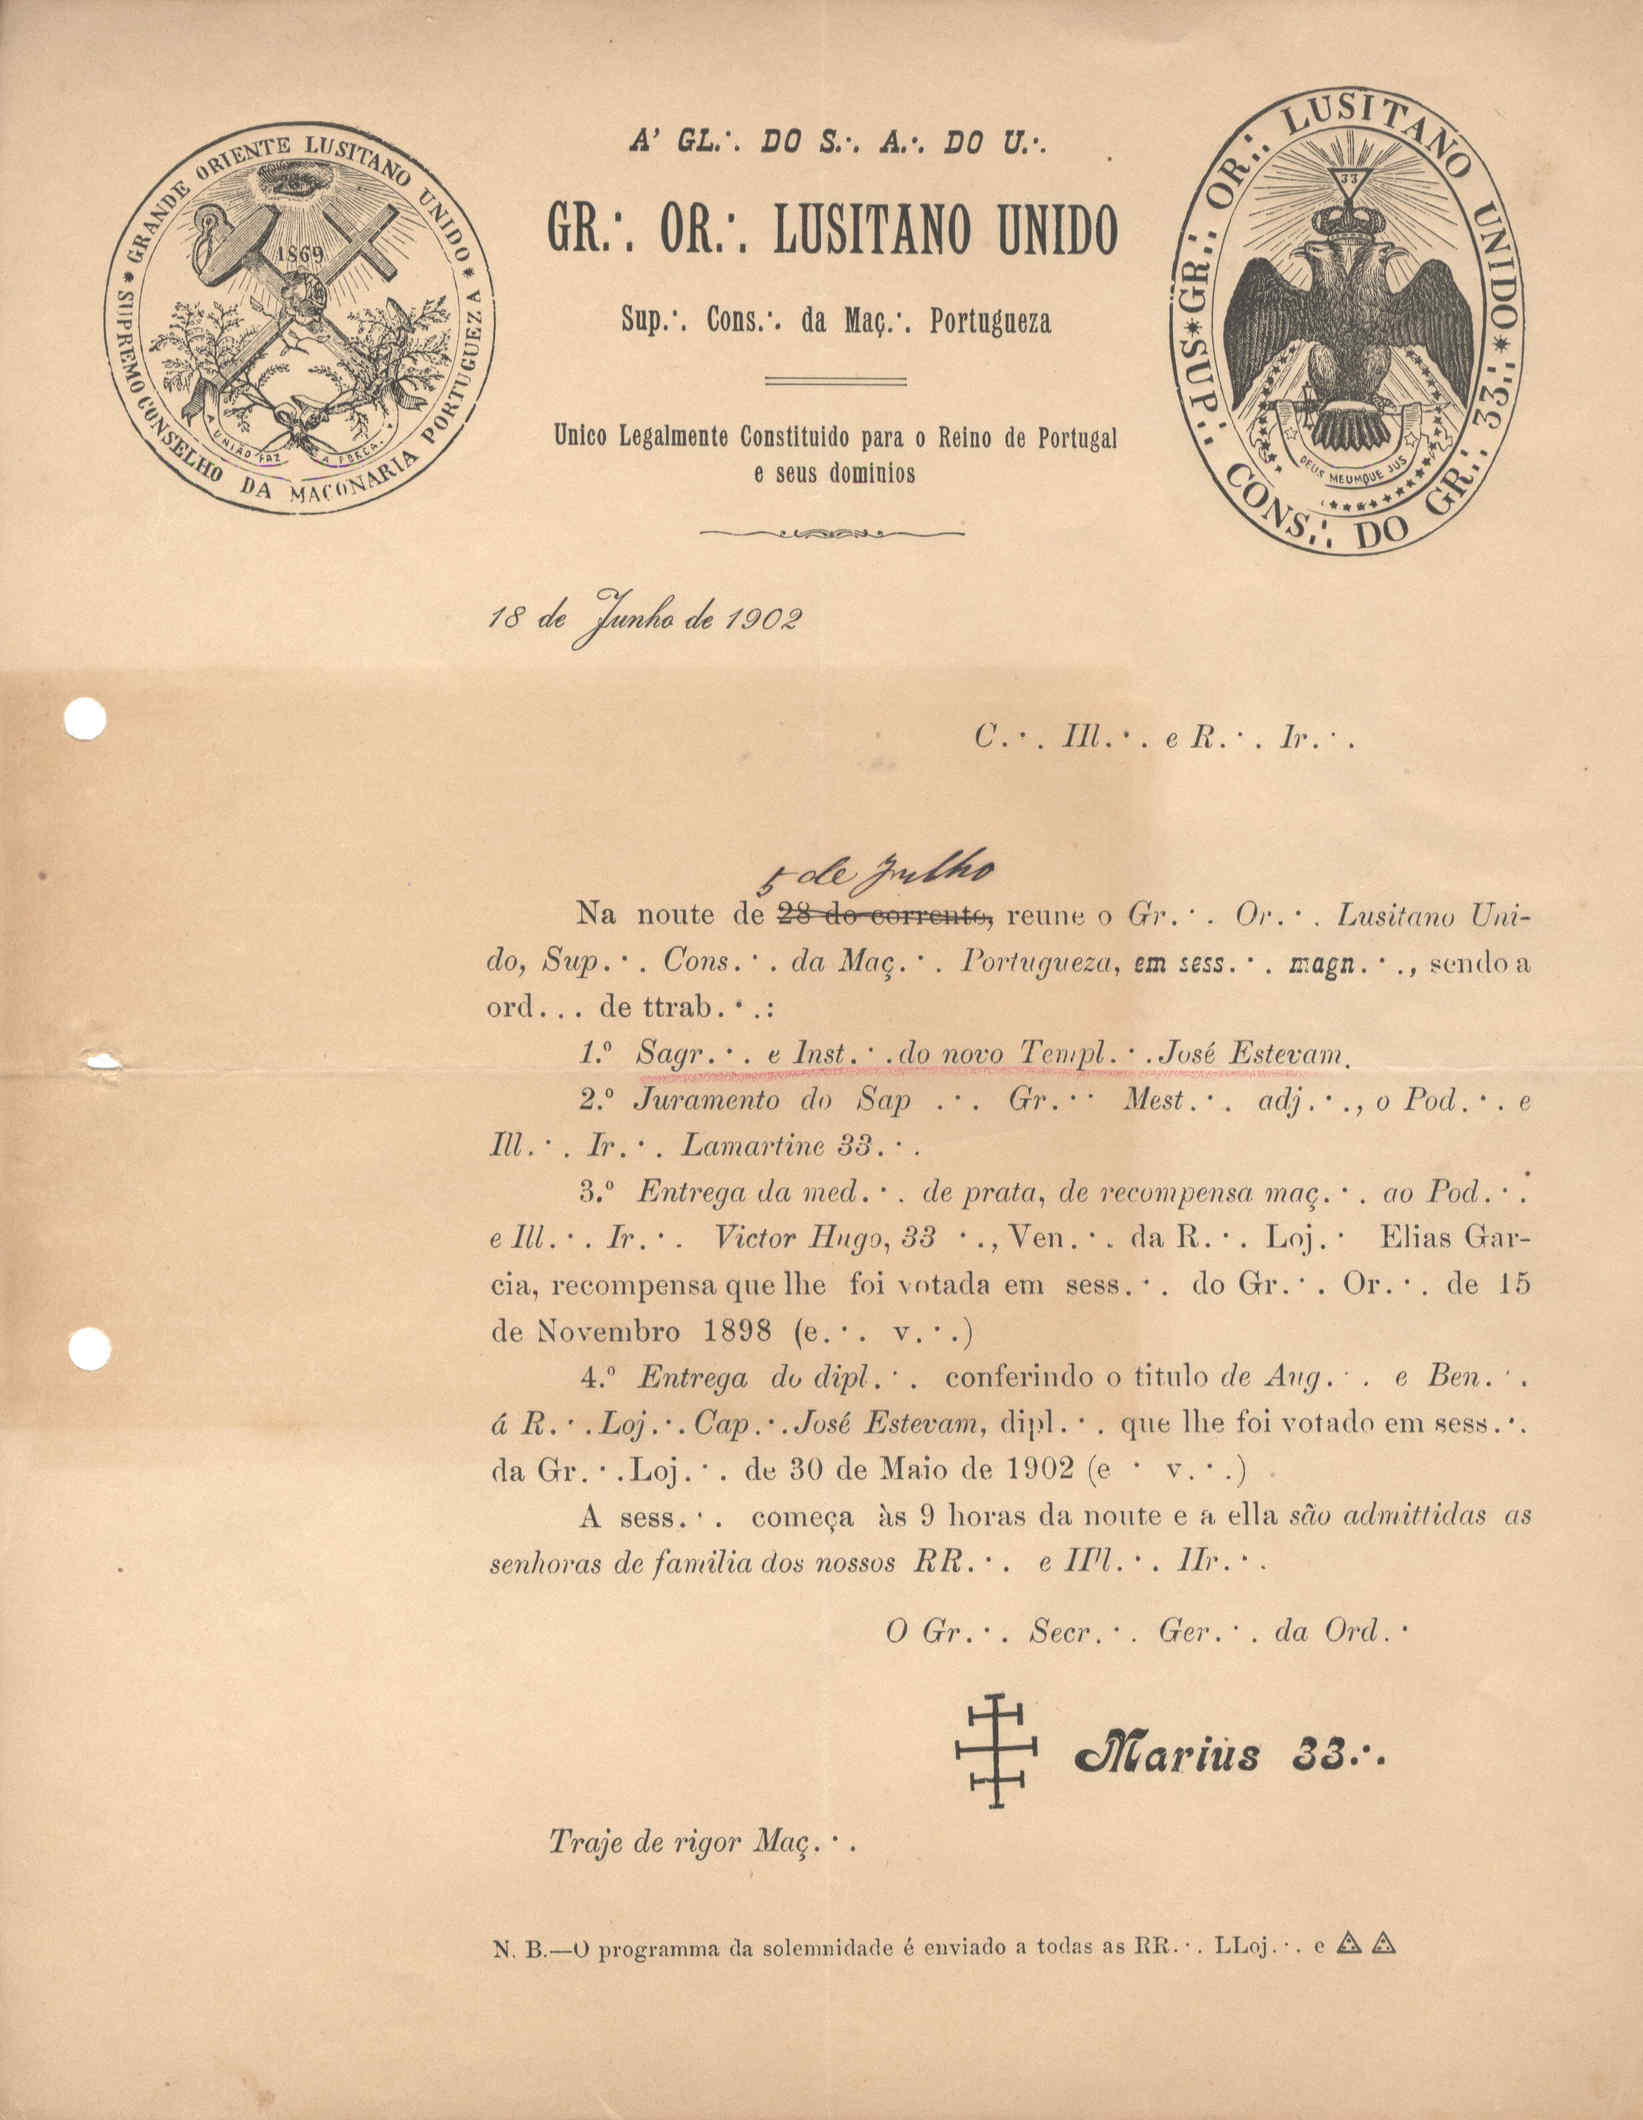 GRANDE ORIENTE LUSITANO UNIDO * SUPREMO CONSELHO DA MAÇONARIA PORTUGUEZA *
1869
A UNIÃO FAZ A FORÇA.
A' GL.∴ DO S.∴ A.∴ DO U.∴
GR.∴ OR.∴ LUSITANO UNIDO
Sup.∴ Cons.∴ da Maç.∴ Portugueza
Unico Legalmente Constituido para o Reino de Portugal
e seus dominios
GR.∴ OR.∴ LUSITANO UNIDO * SUP.∴ CONS.∴ DO GR.∴ 33.∴ *
33
DEUS MEUMQUE JUS
18 de Junho de 1902
C.∴ Ill.∴ e R.∴ Ir.∴
5 de Julho
Na noute de 28 do corrente, reune o Gr.∴ Or.∴ Lusitano Uni-
do, Sup.∴ Cons.∴ da Maç.∴ Portugueza, em sess.∴ magn.∴, sendo a
ord... de ttrab.∴:
1.º Sagr.∴ e Inst.∴ do novo Templ.∴ José Estevam.
2.º Juramento do Sap.∴ Gr.∴ Mest.∴ adj.∴, o Pod.∴ e
Ill.∴ Ir.∴ Lamartine 33.∴
3.º Entrega da med.∴ de prata, de recompensa maç.∴ ao Pod.∴
e Ill.∴ Ir.∴ Victor Hugo, 33.∴, Ven.∴ da R.∴ Loj.∴ Elias Gar-
cia, recompensa que lhe foi votada em sess.∴ do Gr.∴ Or.∴ de 15
de Novembro 1898 (e.∴ v.∴)
4.º Entrega do dipl.∴ conferindo o titulo de Aug.∴ e Ben.∴
á R.∴ Loj.∴ Cap.∴ José Estevam, dipl.∴ que lhe foi votado em sess.∴
da Gr.∴ Loj.∴ de 30 de Maio de 1902 (e ∴ v.∴)
A sess.∴ começa às 9 horas da noute e a ella são admittidas as
senhoras de familia dos nossos RR.∴ e IIll.∴ IIr.∴
O Gr.∴ Secr.∴ Ger.∴ da Ord.∴
Marius 33.∴
Traje de rigor Maç.∴
N. B.—O programma da solemnidade é enviado a todas as RR.∴ LLoj.∴ e